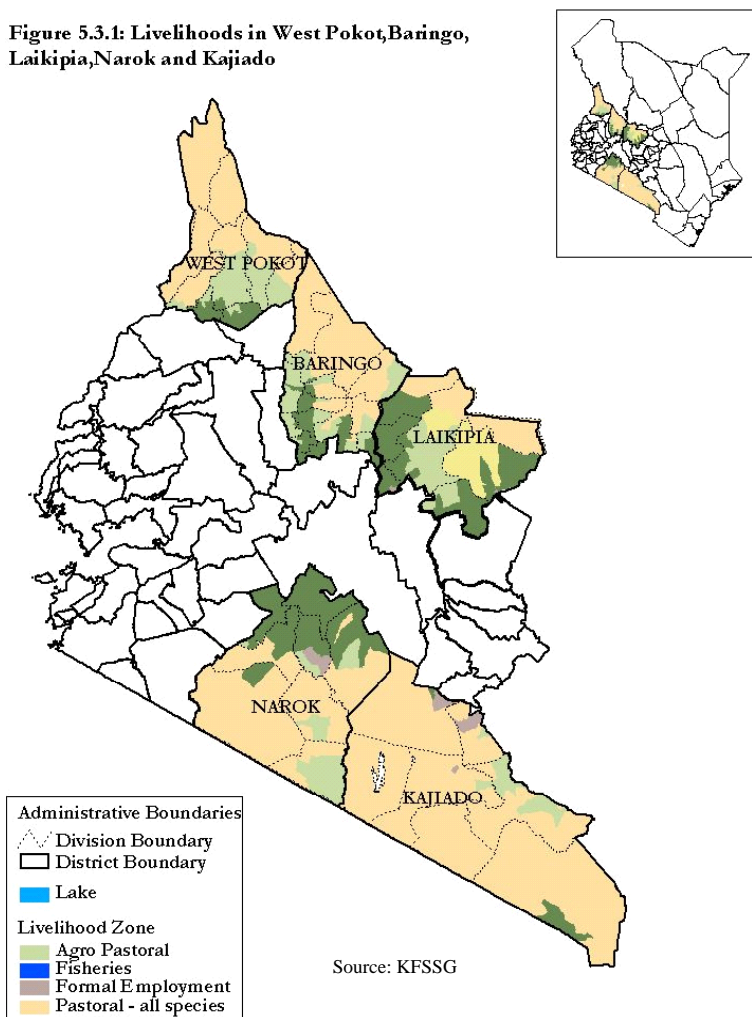 Figure 5.3.1: Livelihoods in West Pokot,Baringo,
Laikipia,Narok and Kajiado
WEST POKOT
BARINGO
LAIKIPIA
NAROK
KAJIADO
Administrative Boundaries
Division Boundary
District Boundary
Lake
Livelihood Zone
Agro Pastoral
Fisheries
Formal Employment
Pastoral - all species
Source: KFSSG